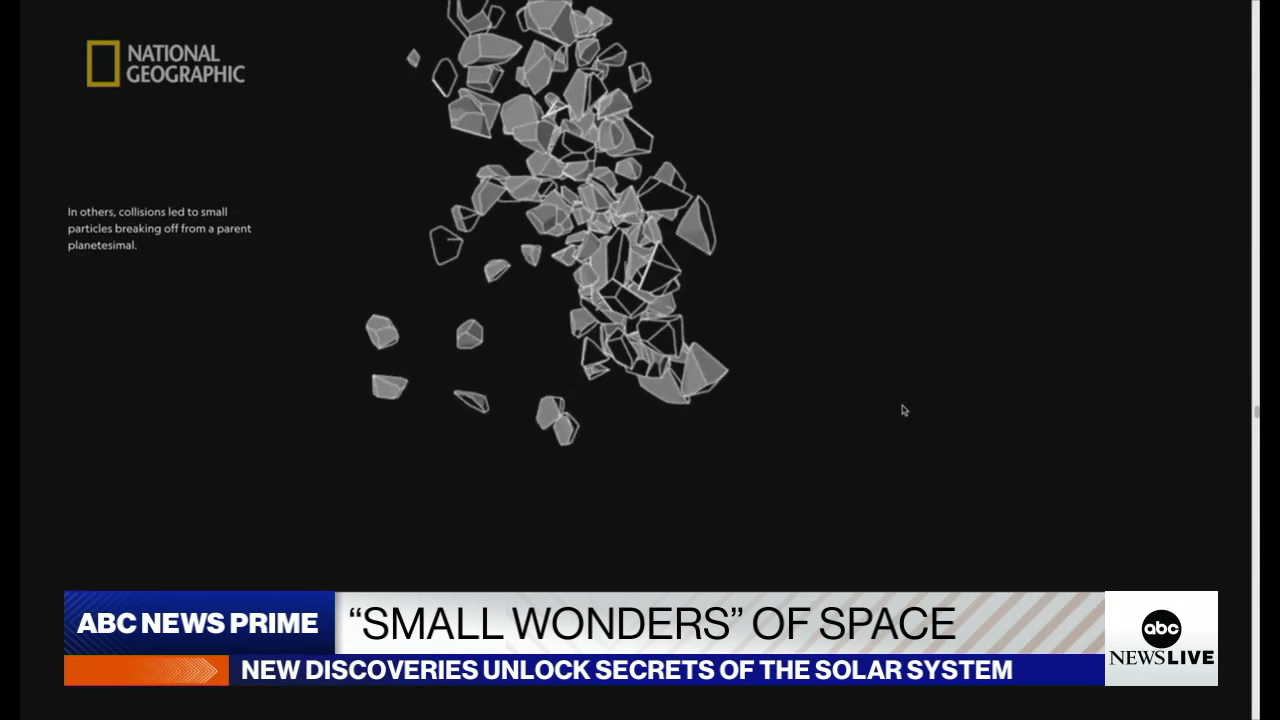 NATIONAL
GEOGRAPHIC
In others, collisions led to small
particles breaking off from a parent
planetesimal.
ABC NEWS PRIME
“SMALL WONDERS” OF SPACE
abc
NEWSLIVE
NEW DISCOVERIES UNLOCK SECRETS OF THE SOLAR SYSTEM